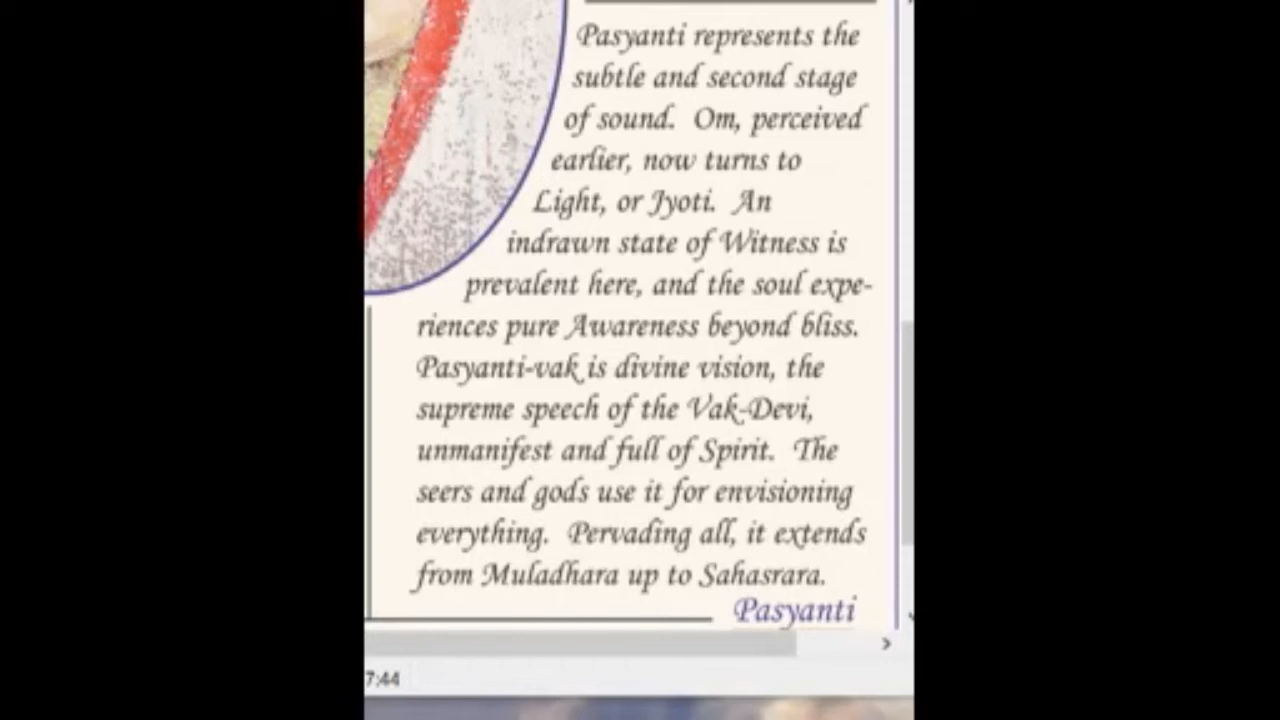 Pasyanti represents the
subtle and second stage
of sound. Om, perceived
earlier, now turns to
Light, or Jyoti. An
indrawn state of Witness is
prevalent here, and the soul expe-
riences pure Awareness beyond bliss.
Pasyanti-vak is divine vision, the
supreme speech of the Vak-Devi,
unmanifest and full of Spirit. The
seers and gods use it for envisioning
everything. Pervading all, it extends
from Muladhara up to Sahasrara.
Pasyanti
7:44